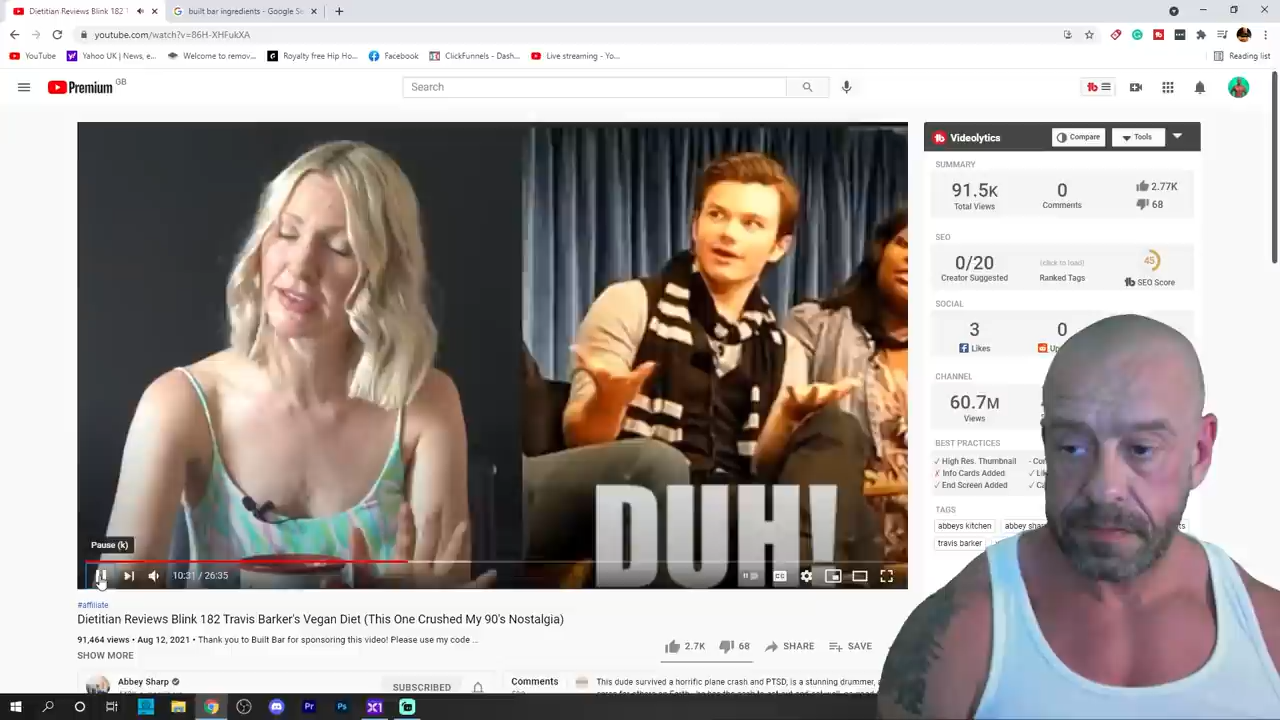 Dietitian Reviews Blink 182
built bar ingredients - Google Se
youtube.com/watch?v=86H-XHFukXA
YouTube
Yahoo UK | News, e...
Welcome to remov...
Royalty free Hip Ho...
Facebook
ClickFunnels - Dash...
Live streaming - Yo...
Reading list
Premium GB
Search
Videolytics
Compare
Tools
SUMMARY
91.5K
Total Views
0
Comments
2.77K
68
SEO
0/20
Creator Suggested
(click to load)
Ranked Tags
45
SEO Score
SOCIAL
3
Likes
0
CHANNEL
60.7M
Views
BEST PRACTICES
✓ High Res. Thumbnail
✗ Info Cards Added
✓ End Screen Added
TAGS
abbeys kitchen
travis barker
DUH!
Pause (k)
10:31 / 26:35
#affiliate
Dietitian Reviews Blink 182 Travis Barker's Vegan Diet (This One Crushed My 90's Nostalgia)
91,464 views • Aug 12, 2021 • Thank you to Built Bar for sponsoring this video! Please use my code ...
2.7K
68
SHARE
SAVE
SHOW MORE
Abbey Sharp
SUBSCRIBED
Comments
This dude survived a horrific plane crash and PTSD, is a stunning drummer, a